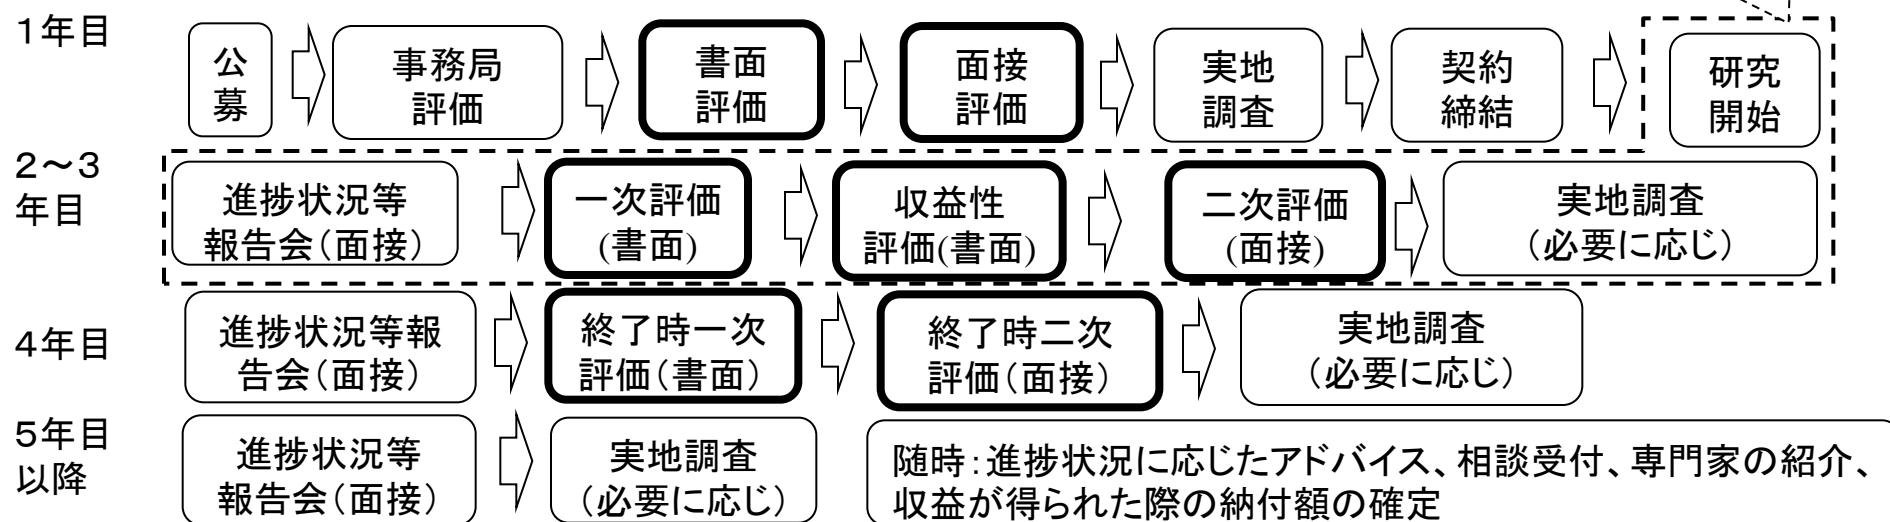 1年目
公
募
事務局
評価
書面
評価
面接
評価
実地
調査
契約
締結
研究
開始
2～3
年目
進捗状況等
報告会(面接)
一次評価
(書面)
収益性
評価(書面)
二次評価
(面接)
実地調査
(必要に応じ)
4年目
進捗状況等報
告会(面接)
終了時一次
評価(書面)
終了時二次
評価(面接)
実地調査
(必要に応じ)
5年目
以降
進捗状況等
報告会(面接)
実地調査
(必要に応じ)
随時:進捗状況に応じたアドバイス、相談受付、専門家の紹介、
収益が得られた際の納付額の確定